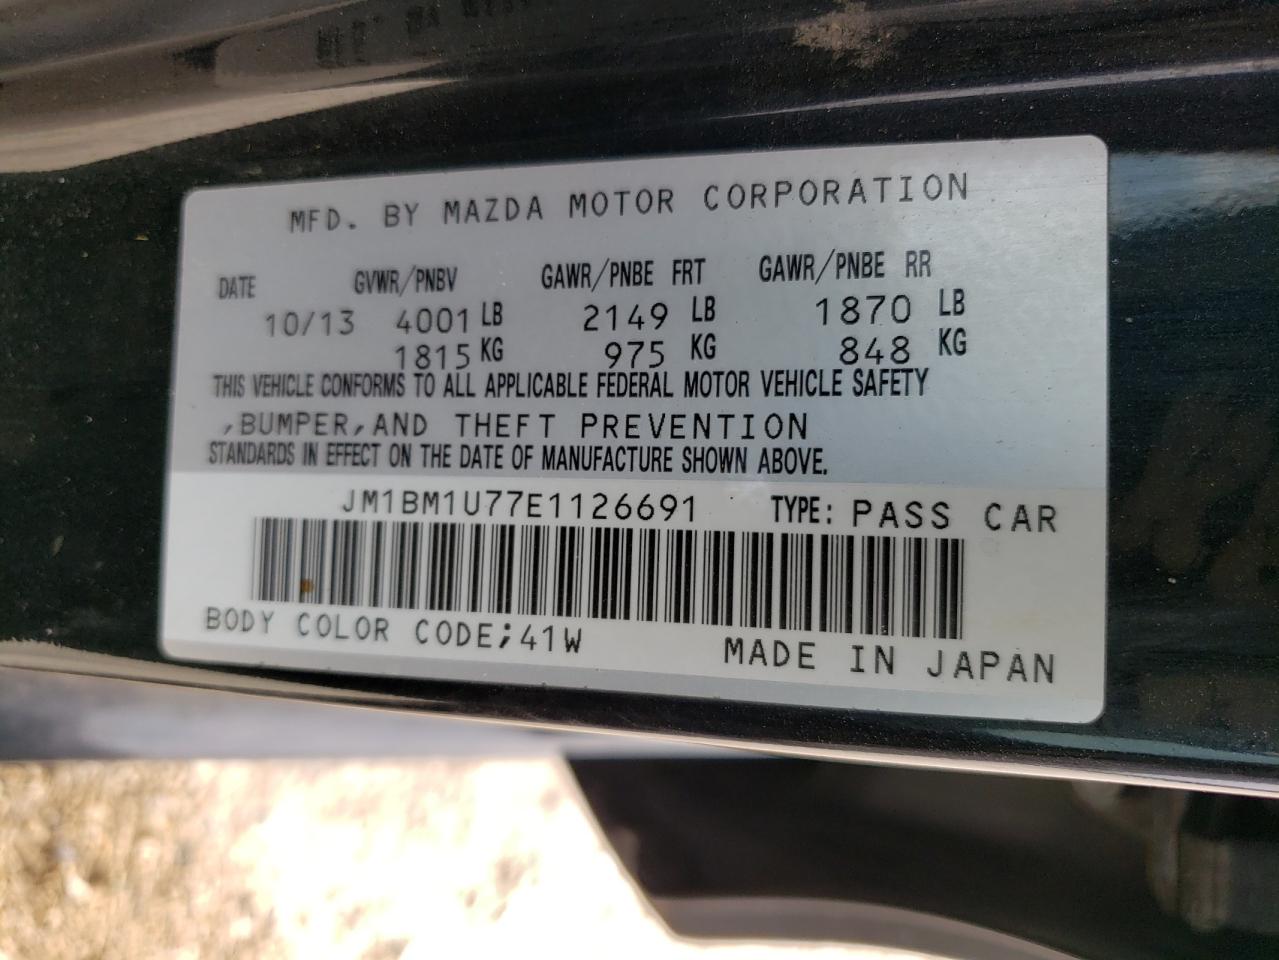 MFD. BY MAZDA MOTOR CORPORATION
DATE GVWR/PNBV GAWR/PNBE FRT GAWR/PNBE RR
10/13 4001 LB 2149 LB 1870 LB
1815 KG 975 KG 848 KG
THIS VEHICLE CONFORMS TO ALL APPLICABLE FEDERAL MOTOR VEHICLE SAFETY
,BUMPER,AND THEFT PREVENTION
STANDARDS IN EFFECT ON THE DATE OF MANUFACTURE SHOWN ABOVE.
JM1BM1U77E1126691 TYPE: PASS CAR
BODY COLOR CODE;41W MADE IN JAPAN